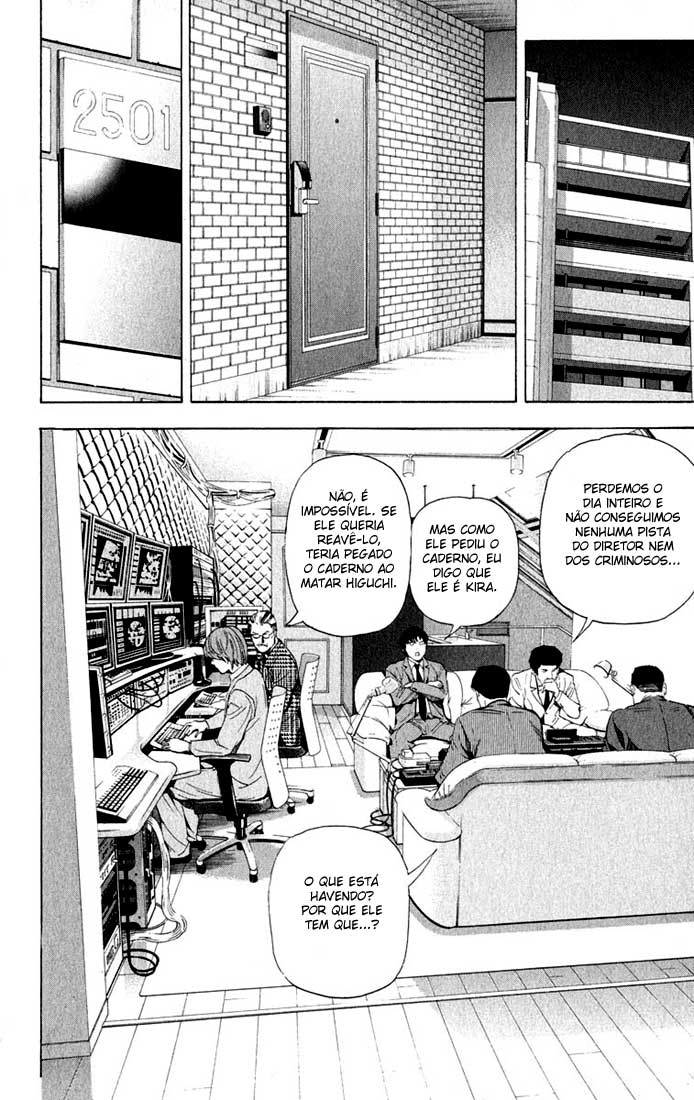 2501
PERDEMOS O
DIA INTEIRO E
NÃO CONSEGUIMOS
NENHUMA PISTA
DO DIRETOR NEM
DOS CRIMINOSOS...
MAS COMO
ELE PEDIU O
CADERNO, EU
DIGO QUE
ELE É KIRA.
NÃO, É
IMPOSSÍVEL. SE
ELE QUERIA
REAVÊ-LO,
TERIA PEGADO
O CADERNO AO
MATAR HIGUCHI.
O QUE ESTÁ
HAVENDO?
POR QUE ELE
TEM QUE...?